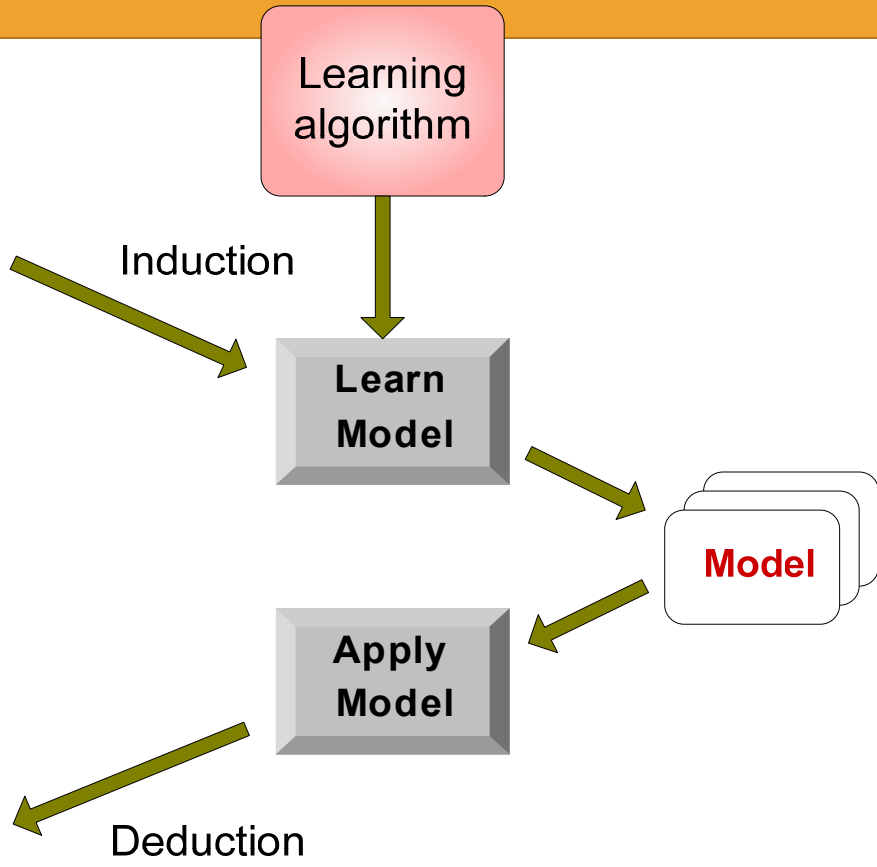 Learning
algorithm
Induction
Learn
Model
Model
Apply
Model
Deduction